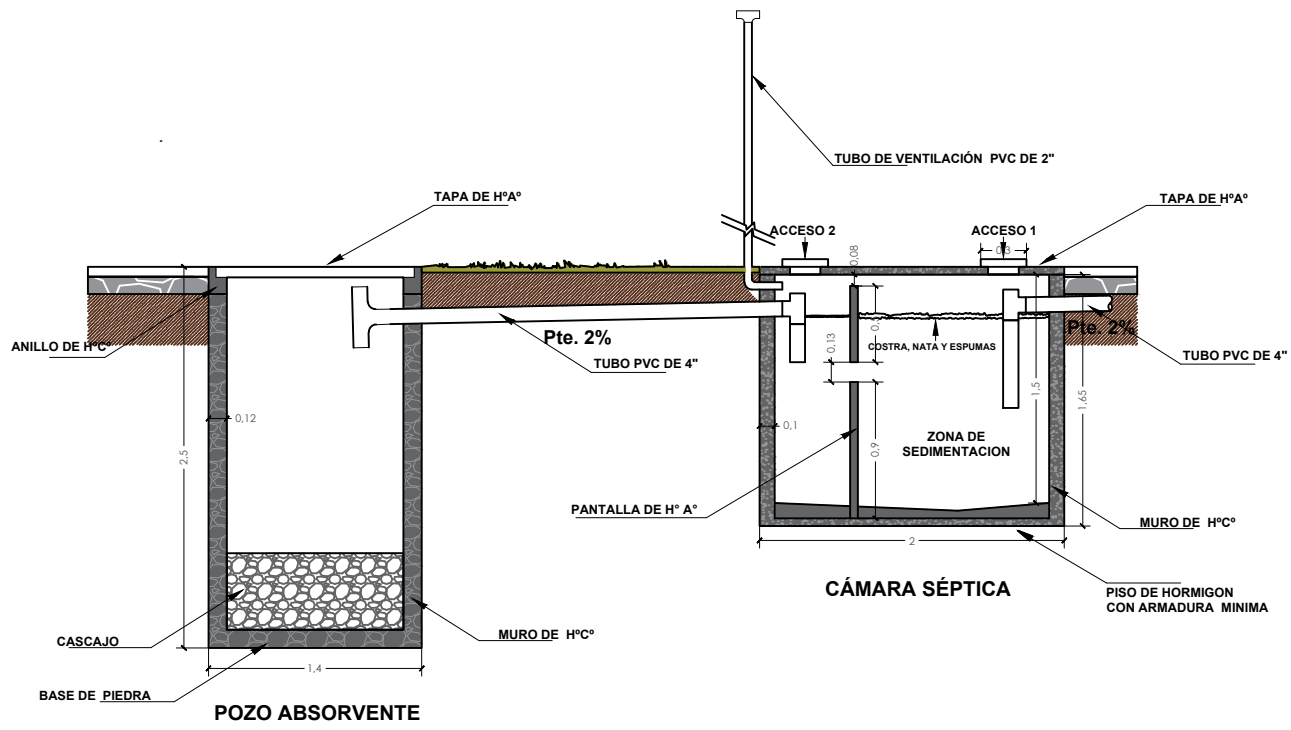 TUBO DE VENTILACIÓN PVC DE 2"
TAPA DE HºAº
TAPA DE HºAº
ACCESO 2
ACCESO 1
0,3
0,08
ANILLO DE HºCº
Pte. 2%
TUBO PVC DE 4"
0,13
COSTRA, NATA Y ESPUMAS
Pte. 2%
TUBO PVC DE 4"
0,12
2,5
0,1
0,9
1,5
1,65
ZONA DE
SEDIMENTACION
PANTALLA DE H° A°
MURO DE HºCº
2
CÁMARA SÉPTICA
PISO DE HORMIGON
CON ARMADURA MINIMA
CASCAJO
MURO DE HºCº
1,4
BASE DE PIEDRA
POZO ABSORVENTE